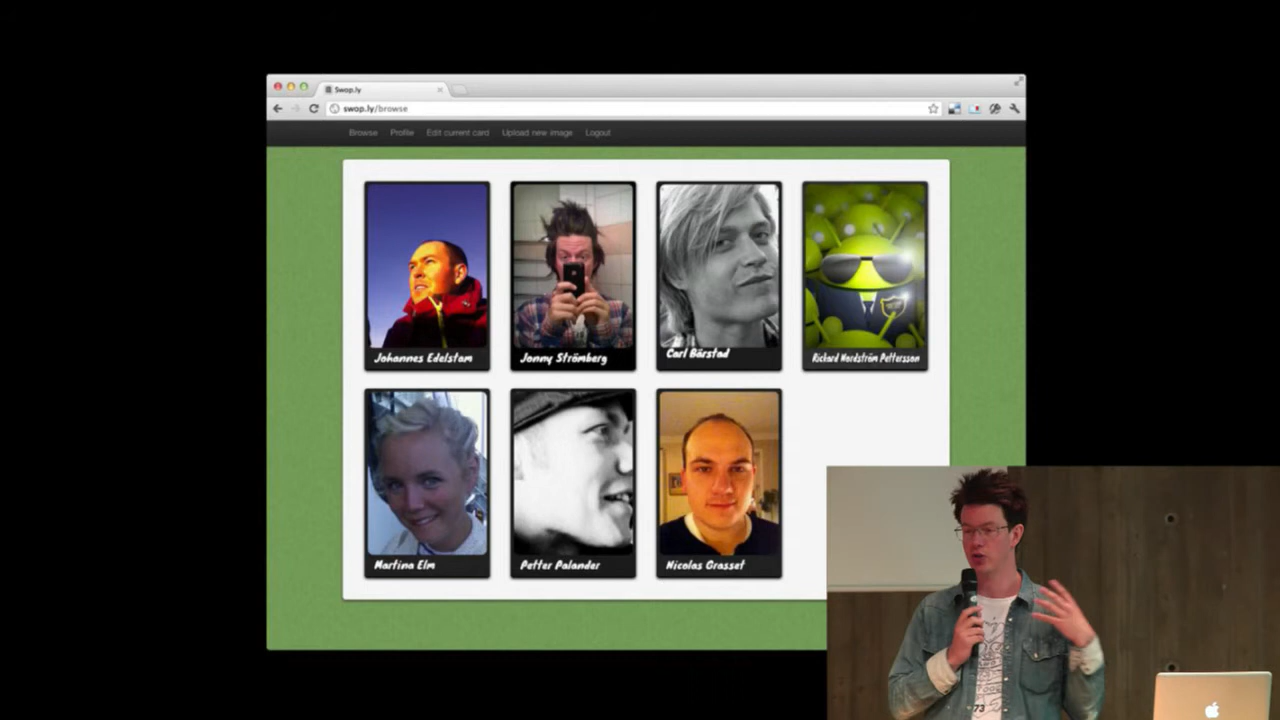 Swop.ly
swop.ly/browse
Browse Profile Edit current card Upload new image Logout
Johannes Edelstam
Jonny Strömberg
Carl Bärstad
Richard Nordström Pettersson
Martina Elm
Petter Palander
Nicolas Grasset
73